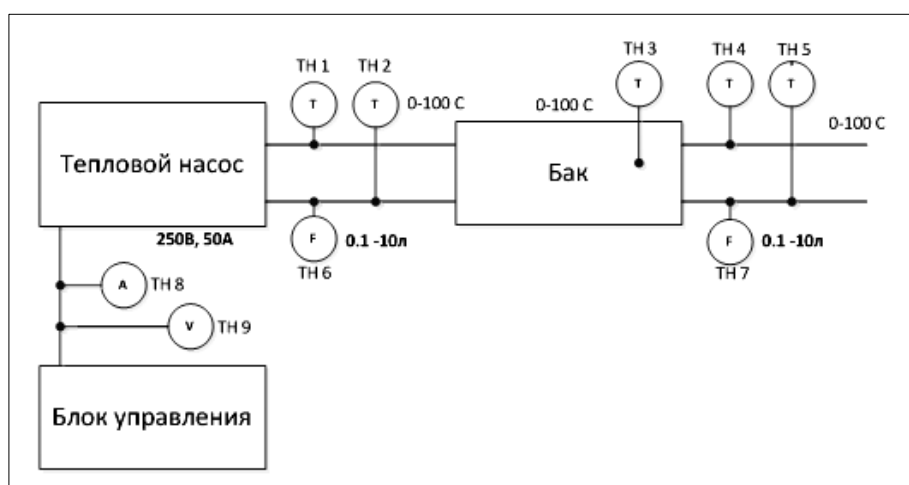 ТН 1
ТН 2
ТН 3
ТН 4
ТН 5
Т
Т
Т
Т
Т
0-100 С
0-100 С
0-100 С
Тепловой насос
Бак
250В, 50А
F
0.1 -10л
F
0.1 -10л
ТН 6
ТН 7
А
ТН 8
V
ТН 9
Блок управления